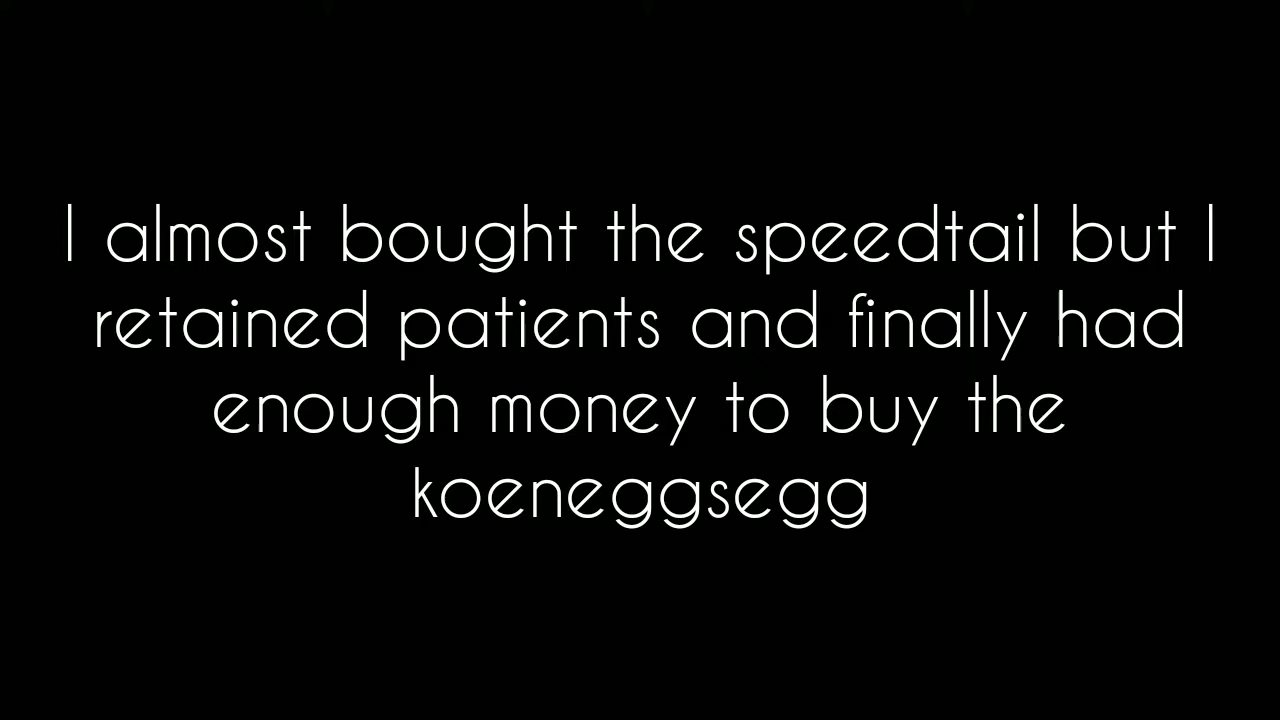 I almost bought the speedtail but I
retained patients and finally had
enough money to buy the
koeneggsegg